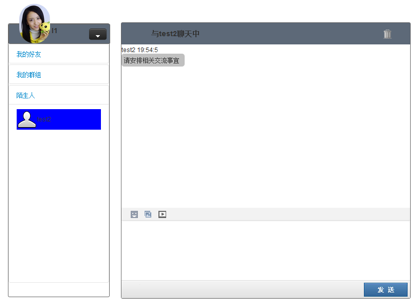 我的好友
我的群组
陌生人
test2
与test2聊天中
test2 19:54:5
请安排相关交流事宜
发 送